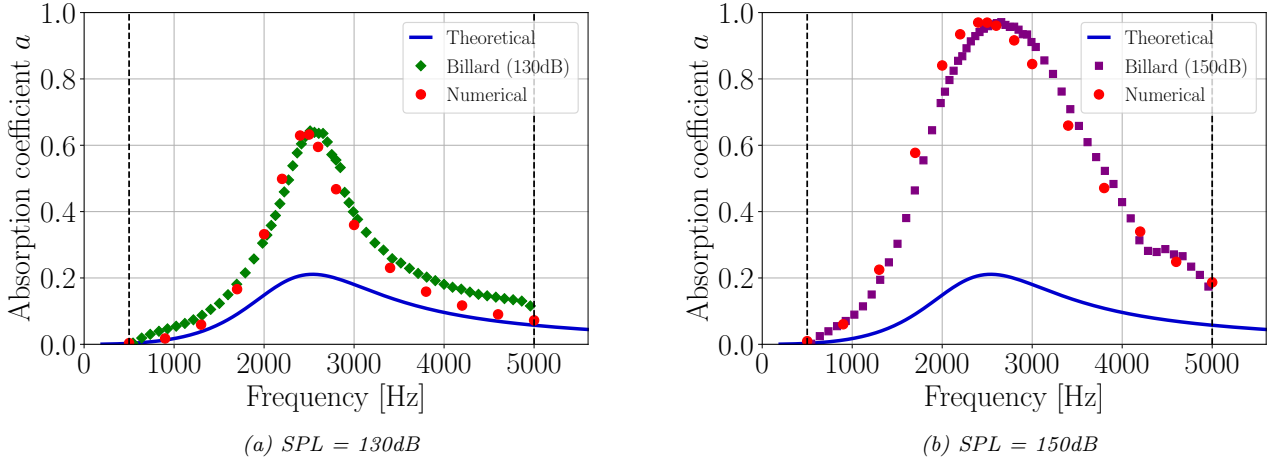 1.0
0.8
0.6
0.4
0.2
0.0
Absorption coefficient a
0
1000
2000
3000
4000
5000
Frequency [Hz]
Theoretical
Billard (130dB)
Numerical
(a) SPL = 130dB
1.0
0.8
0.6
0.4
0.2
0.0
Absorption coefficient a
0
1000
2000
3000
4000
5000
Frequency [Hz]
Theoretical
Billard (150dB)
Numerical
(b) SPL = 150dB